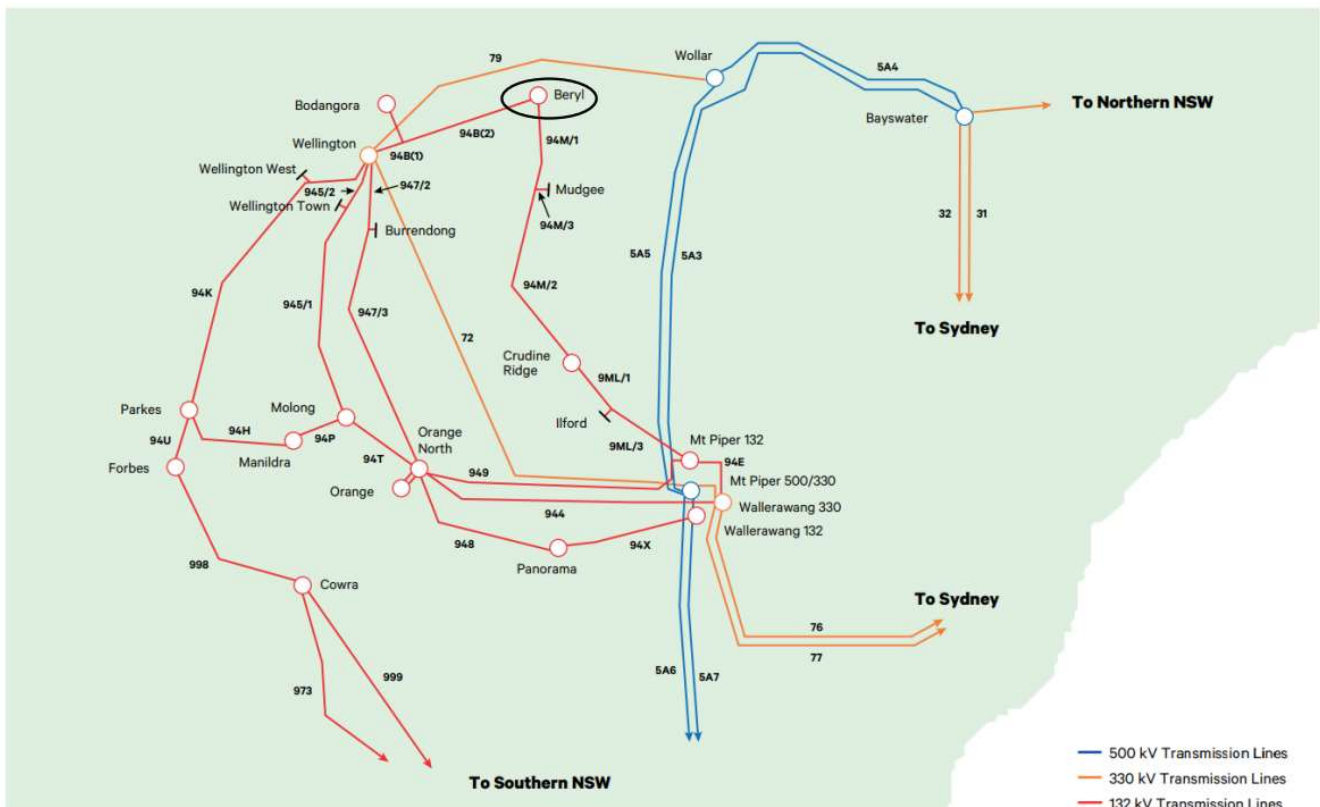 79
Wollar
5A4
Beryl
Bodangora
To Northern NSW
Bayswater
94B(2)
94M/1
Wellington
94B(1)
Wellington West
945/2
947/2
Mudgee
Wellington Town
94M/3
32
31
Burrendong
5A5
5A3
94K
94M/2
945/1
947/3
To Sydney
72
Crudine
Ridge
9ML/1
Parkes
Molong
Ilford
94U
94H
94P
Orange
North
9ML/3
Mt Piper 132
94T
94E
Forbes
Manildra
949
Mt Piper 500/330
Orange
944
Wallerawang 330
Wallerawang 132
948
94X
998
Panorama
Cowra
To Sydney
76
77
5A6
5A7
973
999
To Southern NSW
500 kV Transmission Lines
330 kV Transmission Lines
132 kV Transmission Lines